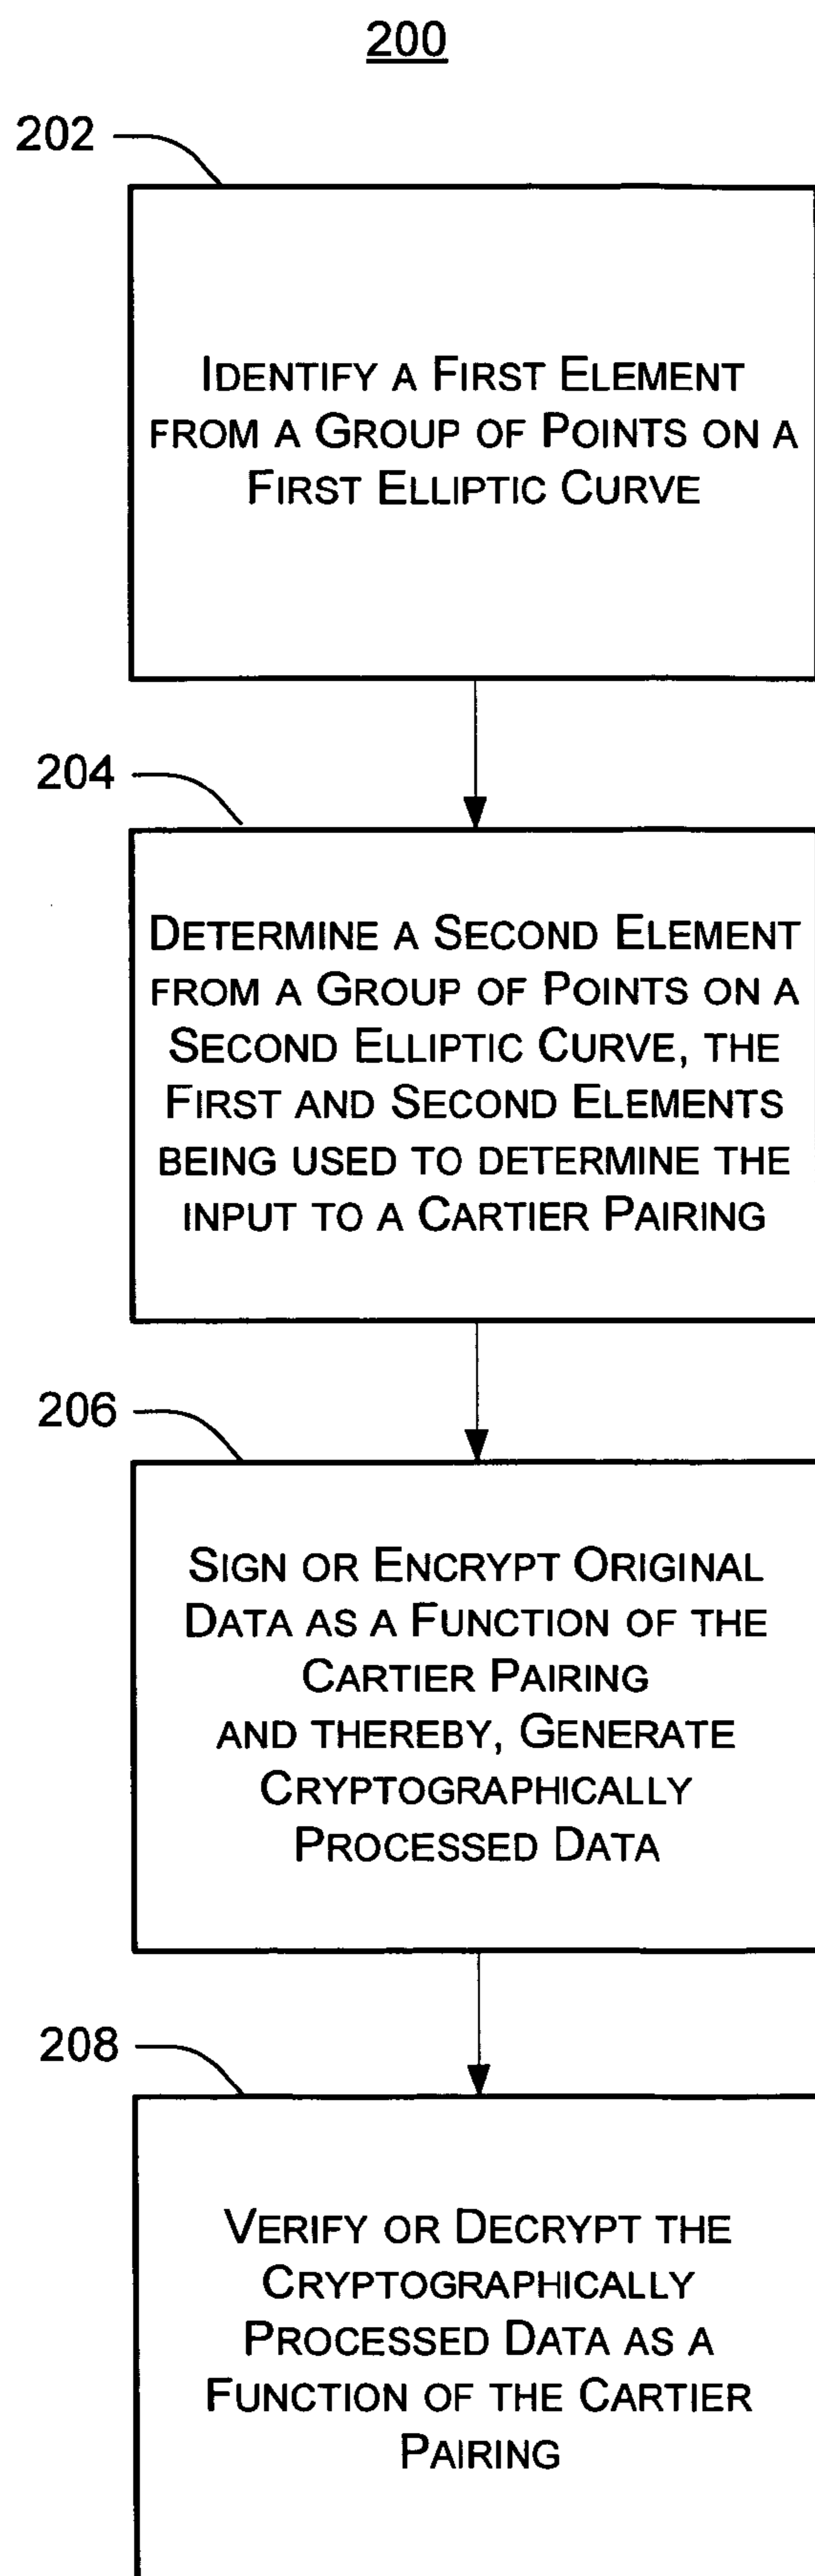 200
202
IDENTIFY A FIRST ELEMENT
FROM A GROUP OF POINTS ON A
FIRST ELLIPTIC CURVE
204
DETERMINE A SECOND ELEMENT
FROM A GROUP OF POINTS ON A
SECOND ELLIPTIC CURVE, THE
FIRST AND SECOND ELEMENTS
BEING USED TO DETERMINE THE
INPUT TO A CARTIER PAIRING
206
SIGN OR ENCRYPT ORIGINAL
DATA AS A FUNCTION OF THE
CARTIER PAIRING
AND THEREBY, GENERATE
CRYPTOGRAPHICALLY
PROCESSED DATA
208
VERIFY OR DECRYPT THE
CRYPTOGRAPHICALLY
PROCESSED DATA AS A
FUNCTION OF THE CARTIER
PAIRING